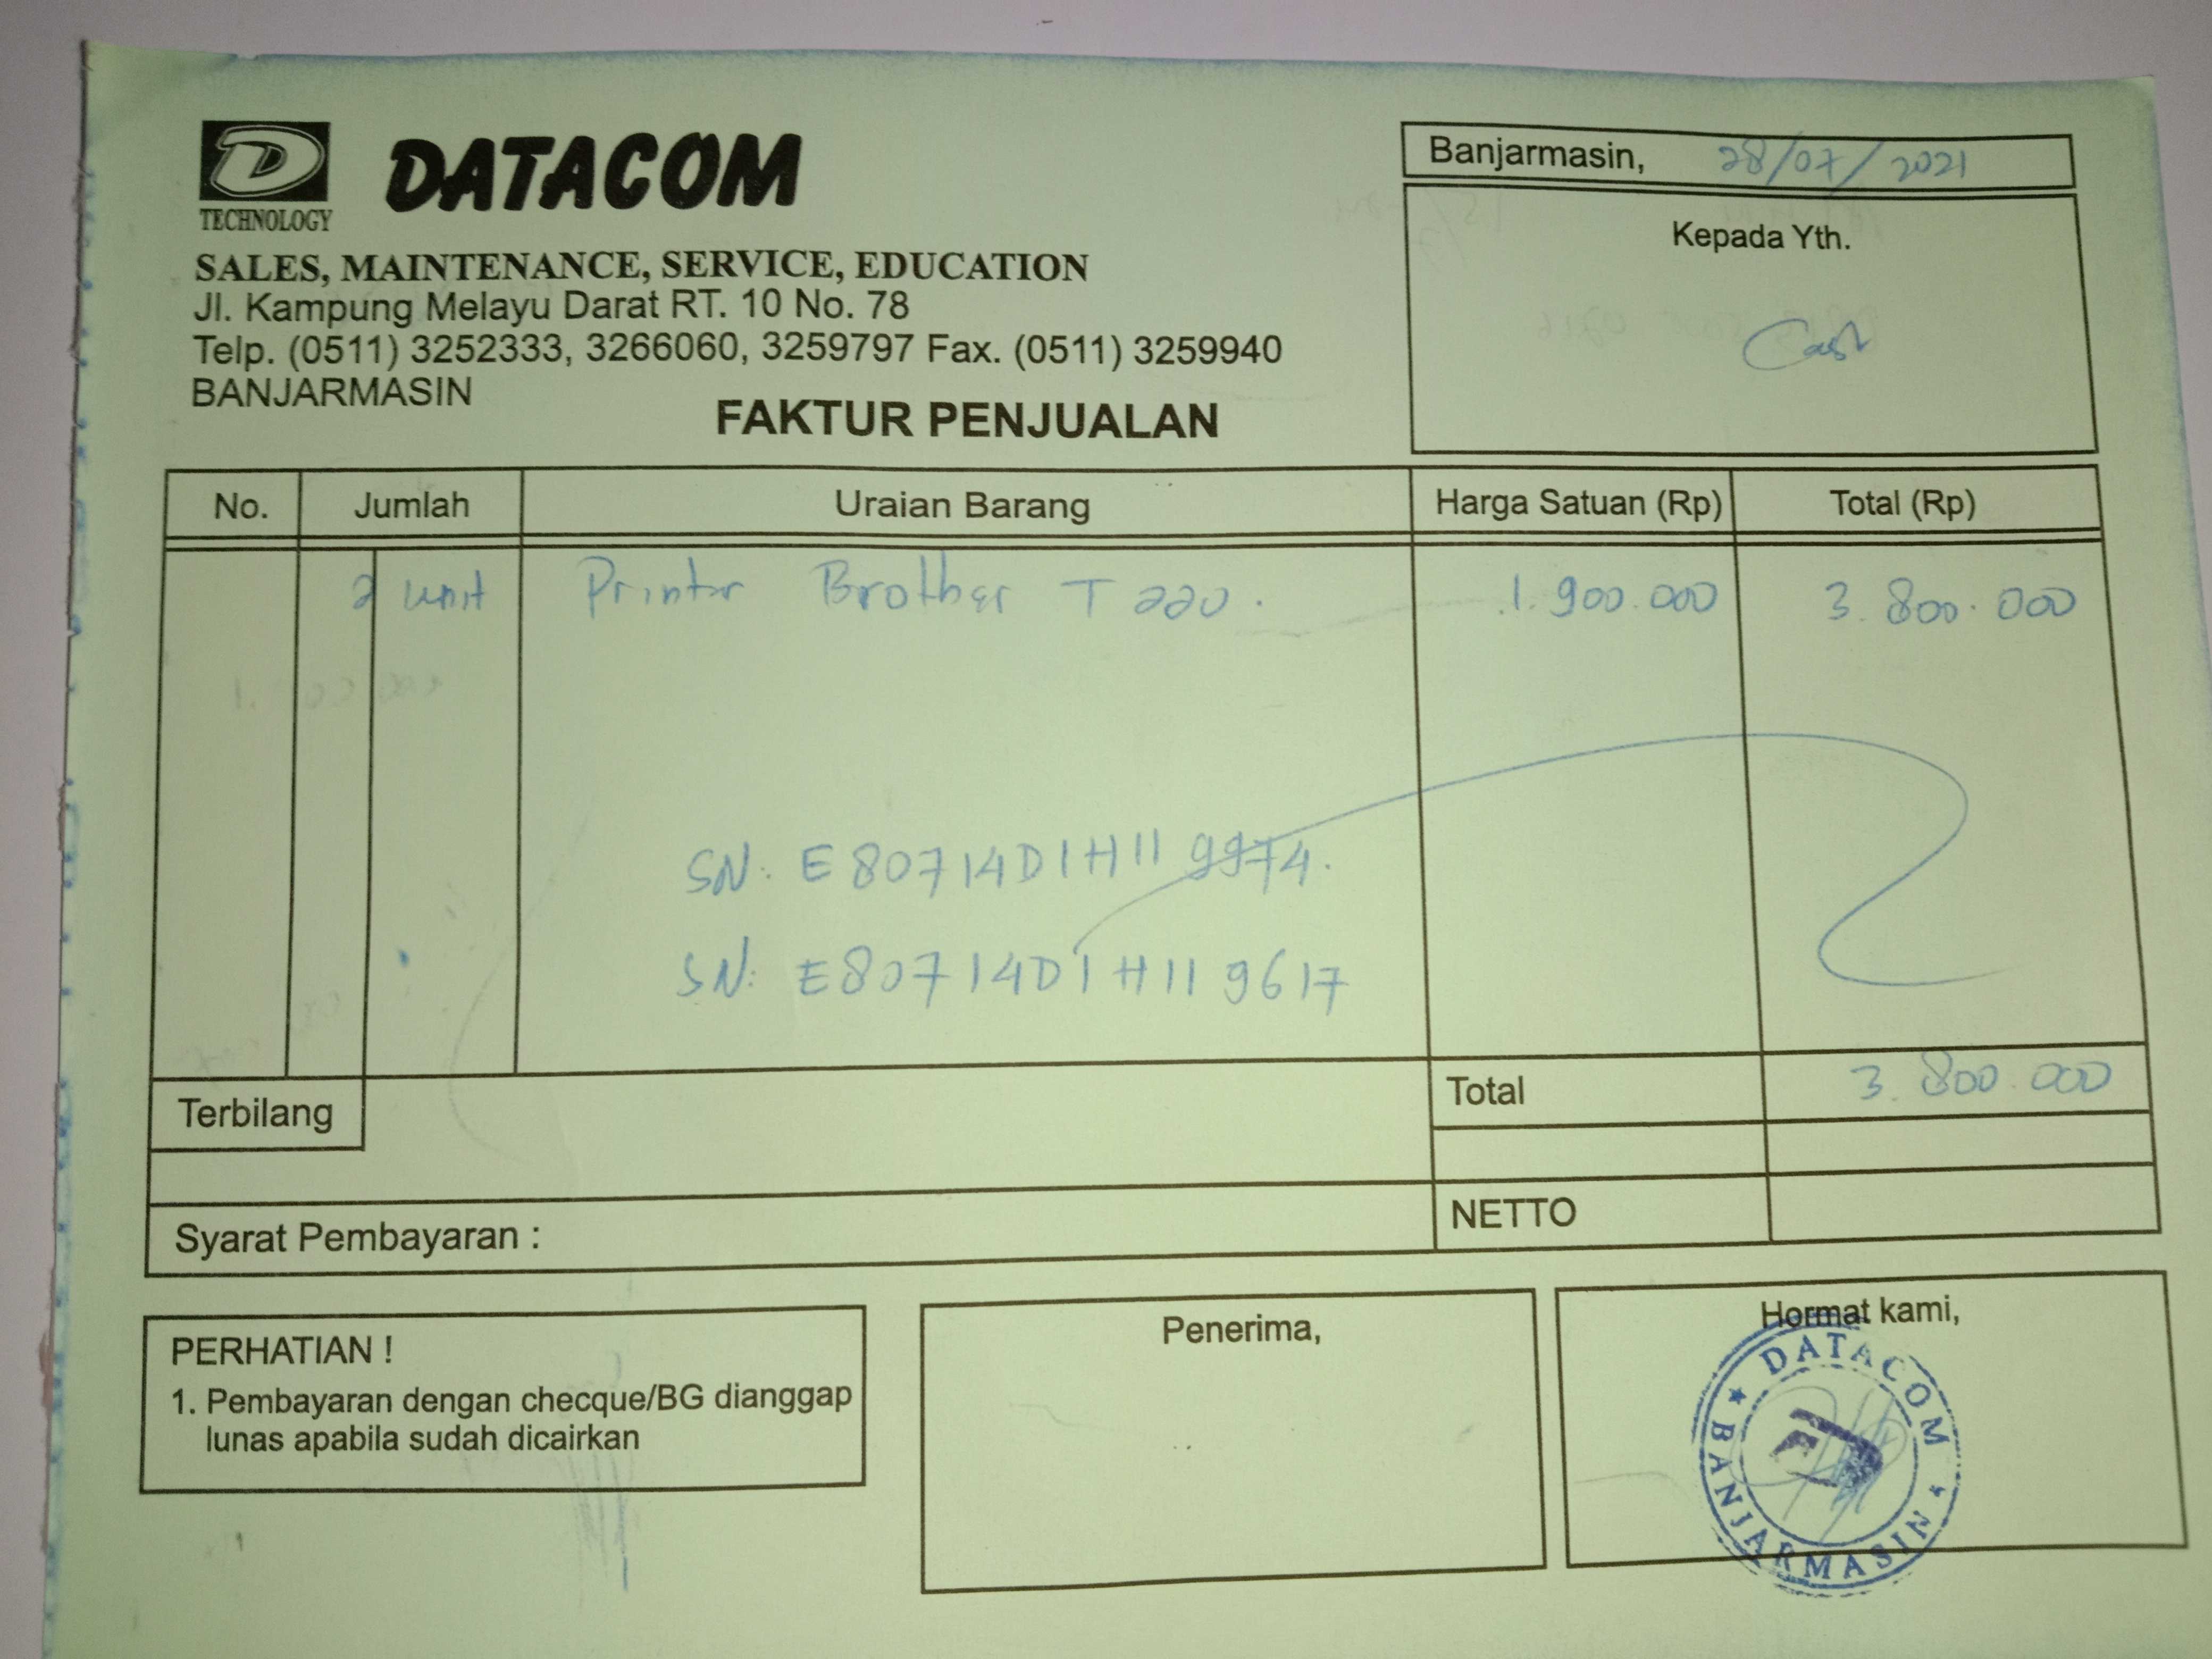 D
TECHNOLOGY
DATACOM
SALES, MAINTENANCE, SERVICE, EDUCATION
Jl. Kampung Melayu Darat RT. 10 No. 78
Telp. (0511) 3252333, 3266060, 3259797 Fax. (0511) 3259940
BANJARMASIN
FAKTUR PENJUALAN
Banjarmasin, 28/07/2021
Kepada Yth.
Cash
No. Jumlah Uraian Barang Harga Satuan (Rp) Total (Rp)
2 unit Printer Brother T 220. 1.900.000 3.800.000
SN: E80714D1H119974.
SN: E80714D1H119617
Terbilang
Total 3.800.000
Syarat Pembayaran :
NETTO
PERHATIAN !
1. Pembayaran dengan checque/BG dianggap
lunas apabila sudah dicairkan
Penerima,
Hormat kami,
DATACOM
BANJARMASIN